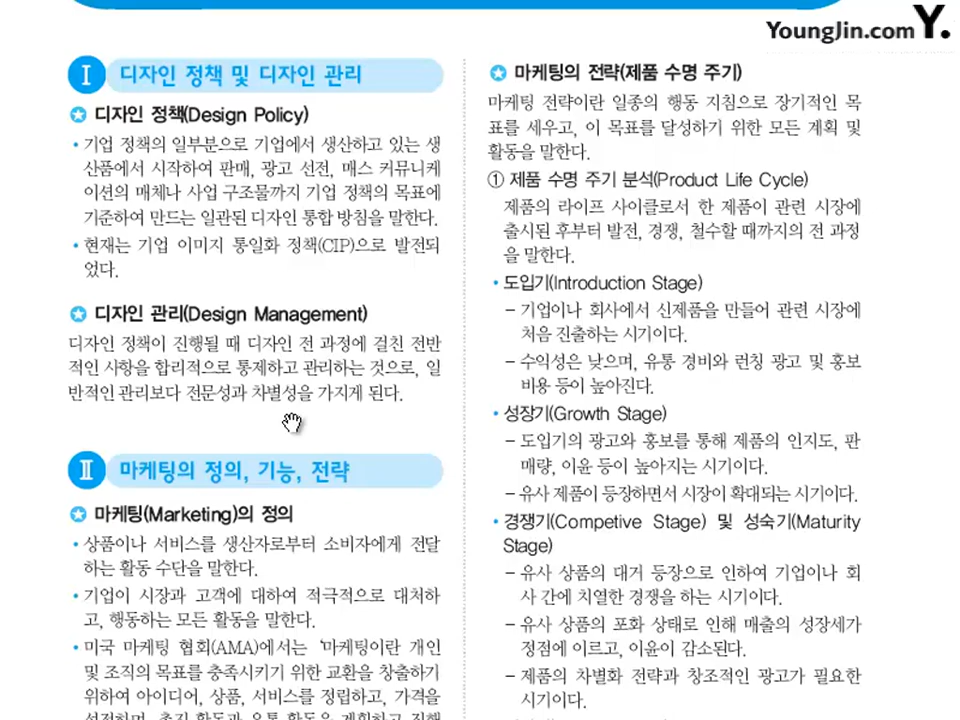 YoungJin.com Y.
Ⅰ 디자인 정책 및 디자인 관리
디자인 정책(Design Policy)
• 기업 정책의 일부분으로 기업에서 생산하고 있는 생
산품에서 시작하여 판매, 광고 선전, 매스 커뮤니케
이션의 매체나 사업 구조물까지 기업 정책의 목표에
기준하여 만드는 일관된 디자인 통합 방침을 말한다.
• 현재는 기업 이미지 통일화 정책(CIP)으로 발전되
었다.
디자인 관리(Design Management)
디자인 정책이 진행될 때 디자인 전 과정에 걸친 전반
적인 사항을 합리적으로 통제하고 관리하는 것으로, 일
반적인 관리보다 전문성과 차별성을 가지게 된다.
Ⅱ 마케팅의 정의, 기능, 전략
마케팅(Marketing)의 정의
• 상품이나 서비스를 생산자로부터 소비자에게 전달
하는 활동 수단을 말한다.
• 기업이 시장과 고객에 대하여 적극적으로 대처하
고, 행동하는 모든 활동을 말한다.
• 미국 마케팅 협회(AMA)에서는 '마케팅이란 개인
및 조직의 목표를 충족시키기 위한 교환을 창출하기
위하여 아이디어, 상품, 서비스를 정립하고, 가격을
마케팅의 전략(제품 수명 주기)
마케팅 전략이란 일종의 행동 지침으로 장기적인 목
표를 세우고, 이 목표를 달성하기 위한 모든 계획 및
활동을 말한다.
① 제품 수명 주기 분석(Product Life Cycle)
제품의 라이프 사이클로서 한 제품이 관련 시장에
출시된 후부터 발전, 경쟁, 철수할 때까지의 전 과정
을 말한다.
• 도입기(Introduction Stage)
– 기업이나 회사에서 신제품을 만들어 관련 시장에
처음 진출하는 시기이다.
– 수익성은 낮으며, 유통 경비와 런칭 광고 및 홍보
비용 등이 높아진다.
• 성장기(Growth Stage)
– 도입기의 광고와 홍보를 통해 제품의 인지도, 판
매량, 이윤 등이 높아지는 시기이다.
– 유사 제품이 등장하면서 시장이 확대되는 시기이다.
• 경쟁기(Competive Stage) 및 성숙기(Maturity
Stage)
– 유사 상품의 대거 등장으로 인하여 기업이나 회
사 간에 치열한 경쟁을 하는 시기이다.
– 유사 상품의 포화 상태로 인해 매출의 성장세가
정점에 이르고, 이윤이 감소된다.
– 제품의 차별화 전략과 창조적인 광고가 필요한
시기이다.